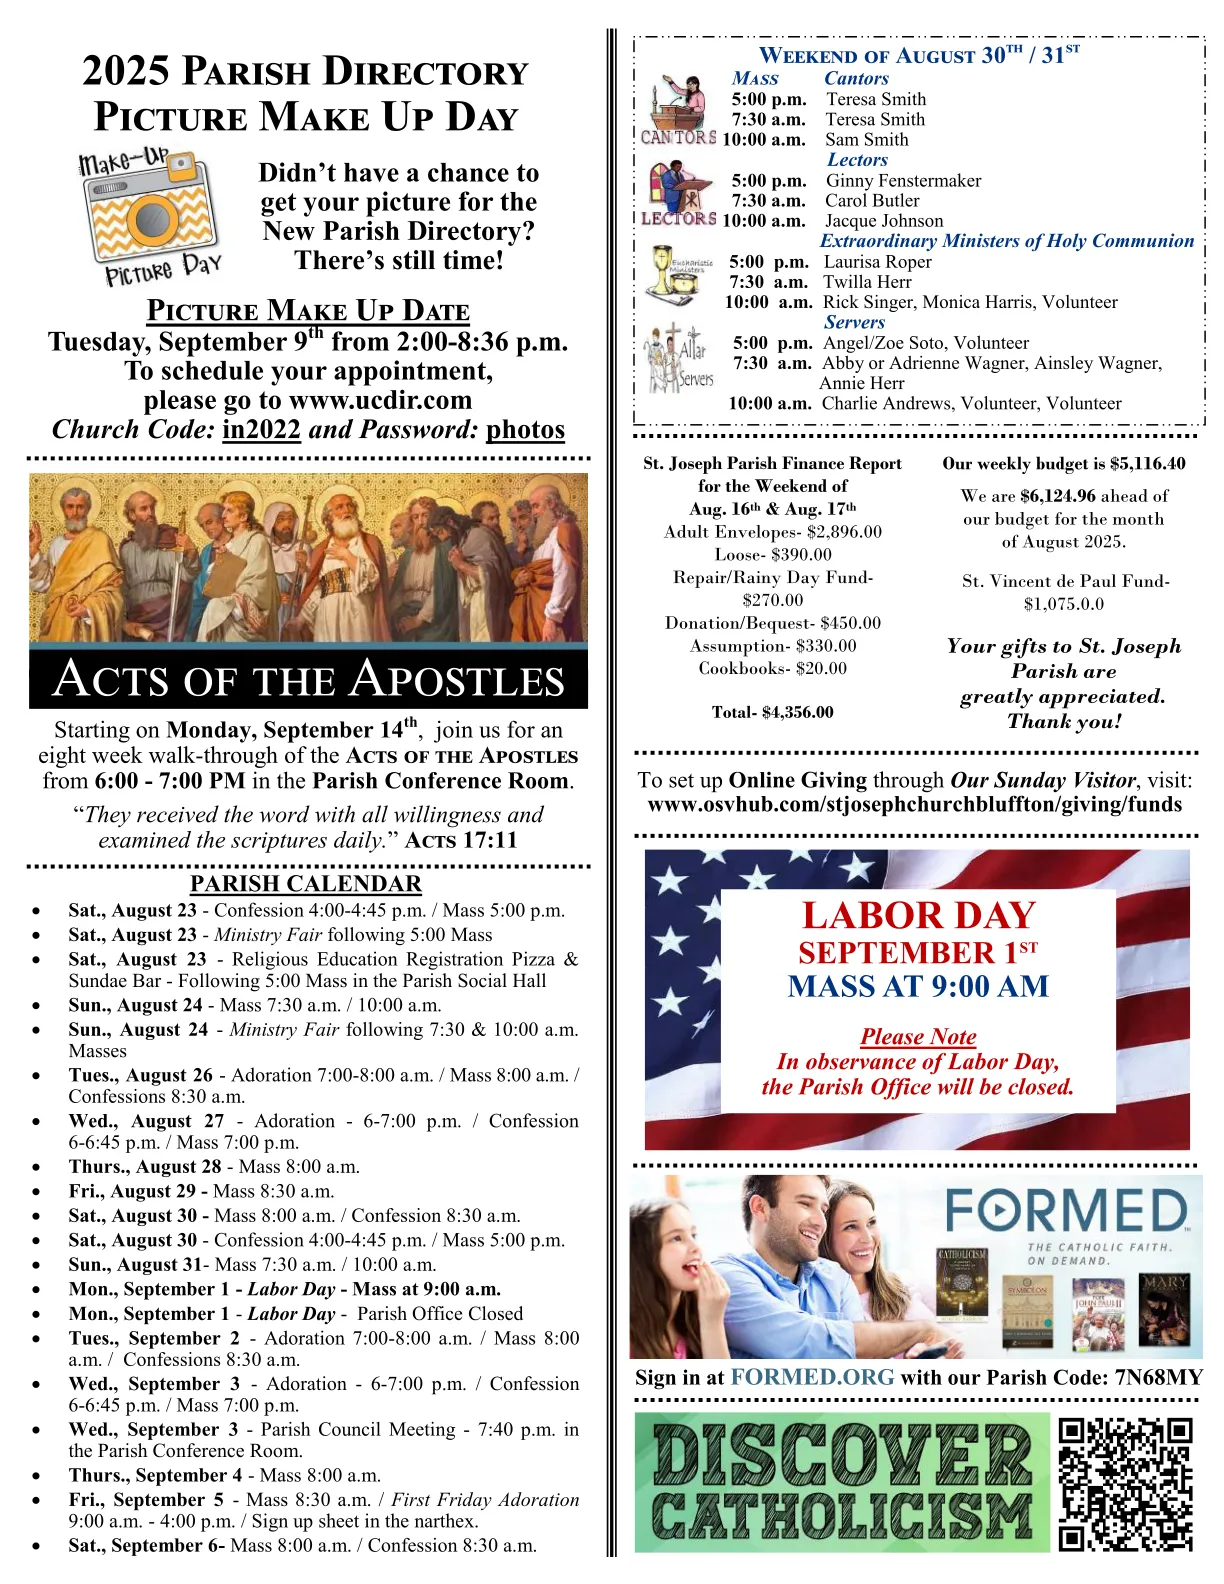 2025 Parish Directory
Picture Make Up Day
Make-Up
Picture Day
Didn't have a chance to
get your picture for the
New Parish Directory?
There's still time!
Picture Make Up Date
Tuesday, September 9th from 2:00-8:36 p.m.
To schedule your appointment,
please go to www.ucdir.com
Church Code: in2022 and Password: photos
Acts of the Apostles
Starting on Monday, September 14th, join us for an
eight week walk-through of the Acts of the Apostles
from 6:00 - 7:00 PM in the Parish Conference Room.
“They received the word with all willingness and
examined the scriptures daily.” Acts 17:11
PARISH CALENDAR
• Sat., August 23 - Confession 4:00-4:45 p.m. / Mass 5:00 p.m.
• Sat., August 23 - Ministry Fair following 5:00 Mass
• Sat., August 23 - Religious Education Registration Pizza &
Sundae Bar - Following 5:00 Mass in the Parish Social Hall
• Sun., August 24 - Mass 7:30 a.m. / 10:00 a.m.
• Sun., August 24 - Ministry Fair following 7:30 & 10:00 a.m.
Masses
• Tues., August 26 - Adoration 7:00-8:00 a.m. / Mass 8:00 a.m. /
Confessions 8:30 a.m.
• Wed., August 27 - Adoration - 6-7:00 p.m. / Confession
6-6:45 p.m. / Mass 7:00 p.m.
• Thurs., August 28 - Mass 8:00 a.m.
• Fri., August 29 - Mass 8:30 a.m.
• Sat., August 30 - Mass 8:00 a.m. / Confession 8:30 a.m.
• Sat., August 30 - Confession 4:00-4:45 p.m. / Mass 5:00 p.m.
• Sun., August 31- Mass 7:30 a.m. / 10:00 a.m.
• Mon., September 1 - Labor Day - Mass at 9:00 a.m.
• Mon., September 1 - Labor Day - Parish Office Closed
• Tues., September 2 - Adoration 7:00-8:00 a.m. / Mass 8:00
a.m. / Confessions 8:30 a.m.
• Wed., September 3 - Adoration - 6-7:00 p.m. / Confession
6-6:45 p.m. / Mass 7:00 p.m.
• Wed., September 3 - Parish Council Meeting - 7:40 p.m. in
the Parish Conference Room.
• Thurs., September 4 - Mass 8:00 a.m.
• Fri., September 5 - Mass 8:30 a.m. / First Friday Adoration
9:00 a.m. - 4:00 p.m. / Sign up sheet in the narthex.
• Sat., September 6- Mass 8:00 a.m. / Confession 8:30 a.m.
Weekend of August 30th / 31st
Mass Cantors
5:00 p.m. Teresa Smith
7:30 a.m. Teresa Smith
CANTORS 10:00 a.m. Sam Smith
Lectors
5:00 p.m. Ginny Fenstermaker
7:30 a.m. Carol Butler
LECTORS 10:00 a.m. Jacque Johnson
Extraordinary Ministers of Holy Communion
Eucharistic
Ministers
5:00 p.m. Laurisa Roper
7:30 a.m. Twilla Herr
10:00 a.m. Rick Singer, Monica Harris, Volunteer
Servers
Altar
Servers
5:00 p.m. Angel/Zoe Soto, Volunteer
7:30 a.m. Abby or Adrienne Wagner, Ainsley Wagner,
Annie Herr
10:00 a.m. Charlie Andrews, Volunteer, Volunteer
St. Joseph Parish Finance Report
for the Weekend of
Aug. 16th & Aug. 17th
Adult Envelopes- $2,896.00
Loose- $390.00
Repair/Rainy Day Fund-
$270.00
Donation/Bequest- $450.00
Assumption- $330.00
Cookbooks- $20.00
Total- $4,356.00
Our weekly budget is $5,116.40
We are $6,124.96 ahead of
our budget for the month
of August 2025.
St. Vincent de Paul Fund-
$1,075.0.0
Your gifts to St. Joseph
Parish are
greatly appreciated.
Thank you!
To set up Online Giving through Our Sunday Visitor, visit:
www.osvhub.com/stjosephchurchbluffton/giving/funds
LABOR DAY
SEPTEMBER 1ST
MASS AT 9:00 AM
Please Note
In observance of Labor Day,
the Parish Office will be closed.
FORMED
THE CATHOLIC FAITH.
ON DEMAND.
CATHOLICISM
SYMBOLON
JOHN PAUL II
MARY
Sign in at FORMED.ORG with our Parish Code: 7N68MY
DISCOVER
CATHOLICISM